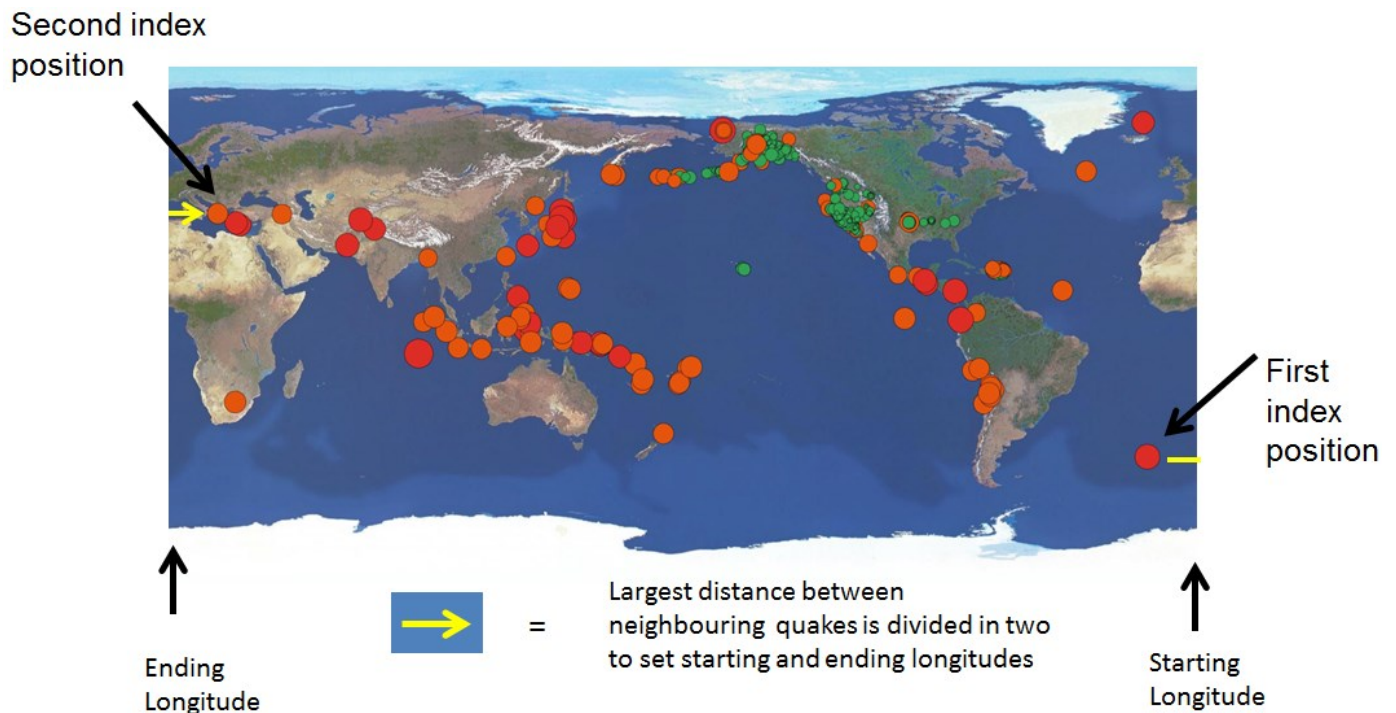 Second index
position
First
index
position
=
Largest distance between
neighbouring quakes is divided in two
to set starting and ending longitudes
Ending
Longitude
Starting
Longitude